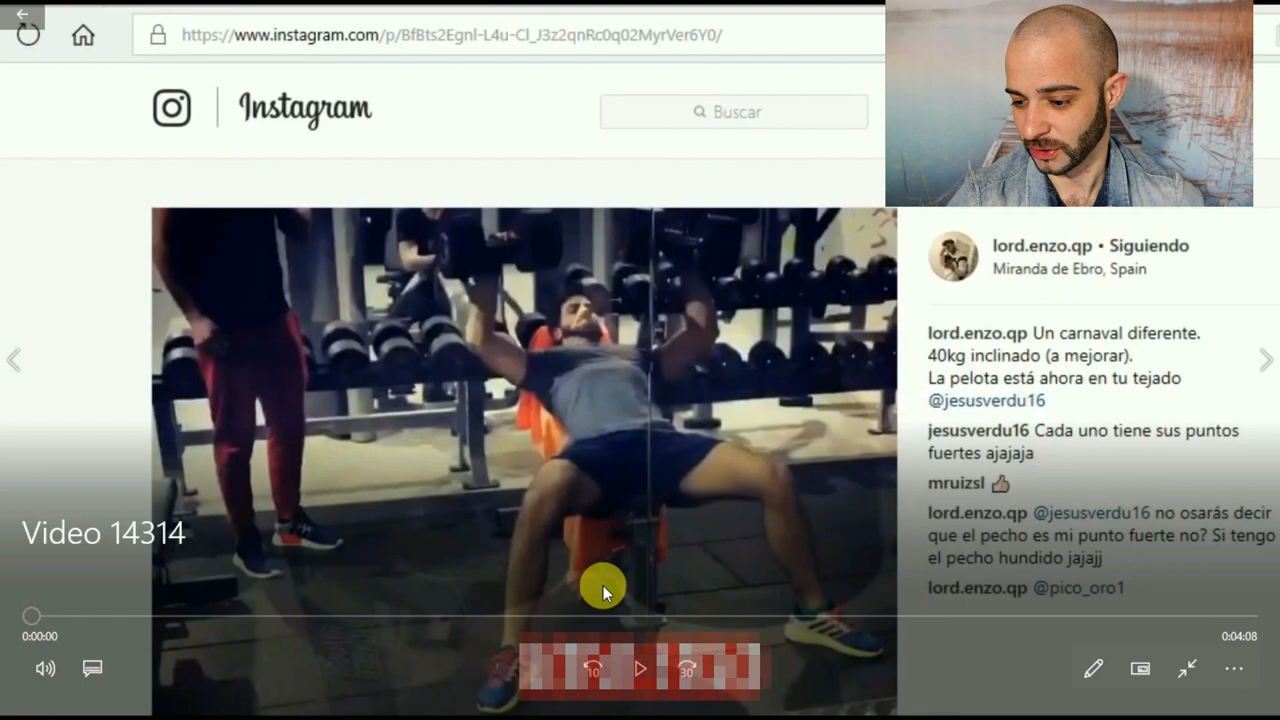 https://www.instagram.com/p/BfBts2Egnl-L4u-Cl_J3z2qnRc0q02MyrVer6Y0/
Instagram
Buscar
lord.enzo.qp • Siguiendo
Miranda de Ebro, Spain
lord.enzo.qp Un carnaval diferente.
40kg inclinado (a mejorar).
La pelota está ahora en tu tejado
@jesusverdu16
jesusverdu16 Cada uno tiene sus puntos
fuertes ajajaja
mruizsl 👍
lord.enzo.qp @jesusverdu16 no osarás decir
que el pecho es mi punto fuerte no? Si tengo
el pecho hundido jajajj
lord.enzo.qp @pico_oro1
Video 14314
0:00:00
0:04:08
10
30